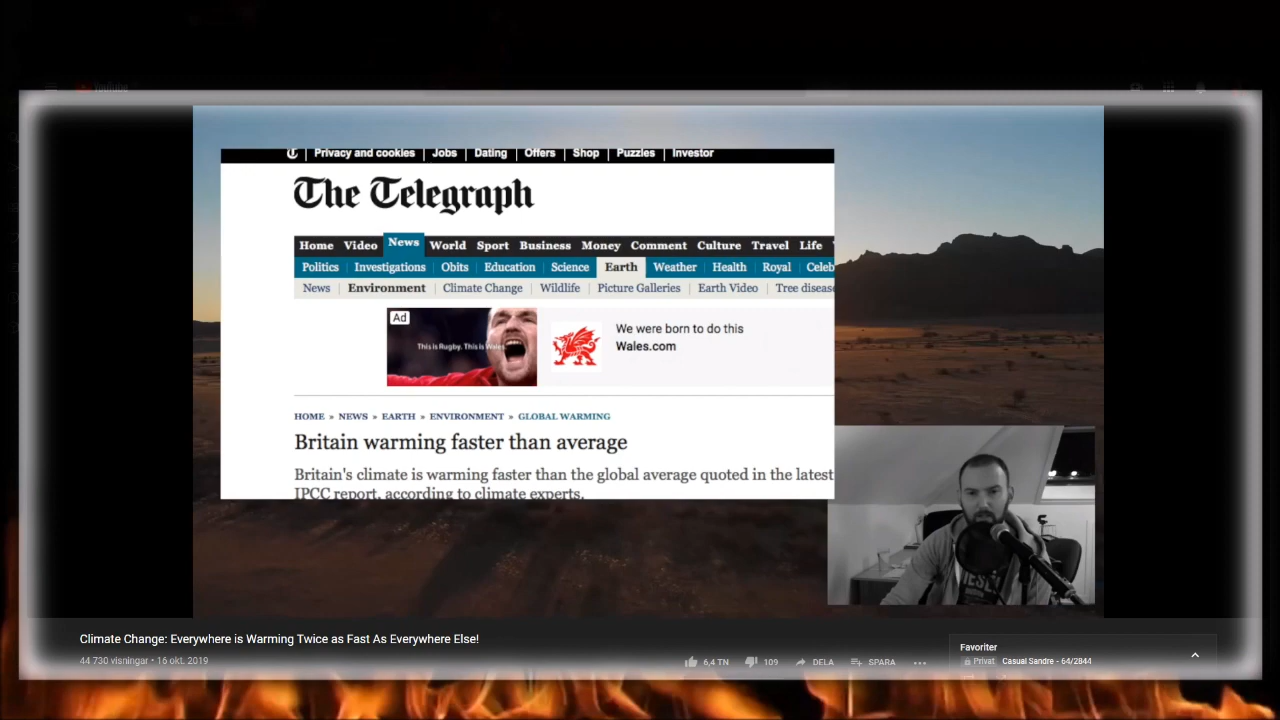 YouTube
Privacy and cookies | Jobs | Dating | Offers | Shop | Puzzles | Investor
The Telegraph
Home Video News World Sport Business Money Comment Culture Travel Life
Politics Investigations Obits Education Science Earth Weather Health Royal Celeb
News Environment Climate Change Wildlife Picture Galleries Earth Video Tree disease
Ad
This is Rugby. This is Wales
We were born to do this
Wales.com
HOME » NEWS » EARTH » ENVIRONMENT » GLOBAL WARMING
Britain warming faster than average
Britain's climate is warming faster than the global average quoted in the latest
IPCC report, according to climate experts.
Climate Change: Everywhere is Warming Twice as Fast As Everywhere Else!
44 730 visningar • 16 okt. 2019
6,4 TN 109 DELA SPARA
Favoriter
Privat Casual Sandre - 64/2844